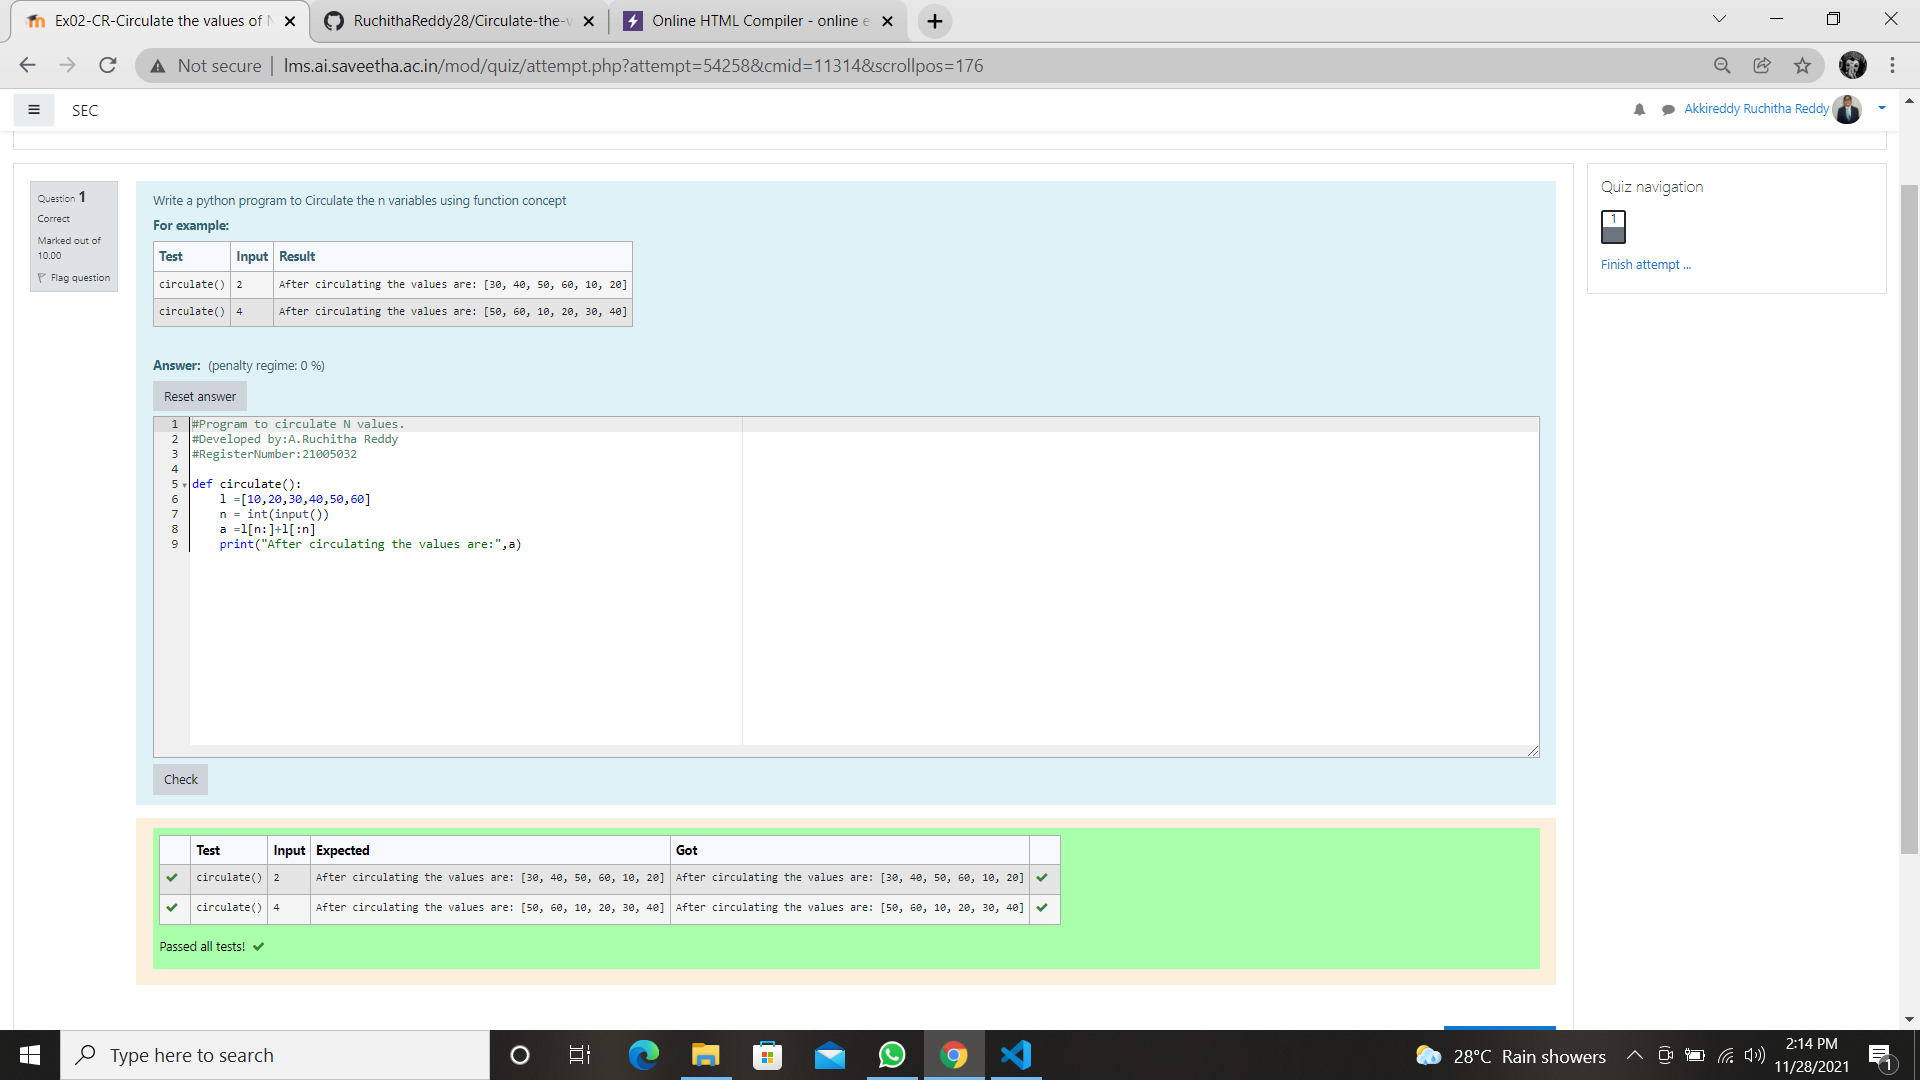 Ex02-CR-Circulate the values of N
RuchithaReddy28/Circulate-the-v
Online HTML Compiler - online e
Not secure
lms.ai.saveetha.ac.in/mod/quiz/attempt.php?attempt=54258&cmid=11314&scrollpos=176
SEC
Akkireddy Ruchitha Reddy
Question 1
Correct
Marked out of
10.00
Flag question
Write a python program to Circulate the n variables using function concept
For example:
Test Input Result
circulate() 2 After circulating the values are: [30, 40, 50, 60, 10, 20]
circulate() 4 After circulating the values are: [50, 60, 10, 20, 30, 40]
Answer: (penalty regime: 0 %)
Reset answer
1 #Program to circulate N values.
2 #Developed by:A.Ruchitha Reddy
3 #RegisterNumber:21005032
4
5 def circulate():
6 l =[10,20,30,40,50,60]
7 n = int(input())
8 a =l[n:]+l[:n]
9 print("After circulating the values are:",a)
Check
Test Input Expected Got
circulate() 2 After circulating the values are: [30, 40, 50, 60, 10, 20] After circulating the values are: [30, 40, 50, 60, 10, 20]
circulate() 4 After circulating the values are: [50, 60, 10, 20, 30, 40] After circulating the values are: [50, 60, 10, 20, 30, 40]
Passed all tests!
Quiz navigation
1
Finish attempt ...
Type here to search
28°C Rain showers
2:14 PM
11/28/2021
1